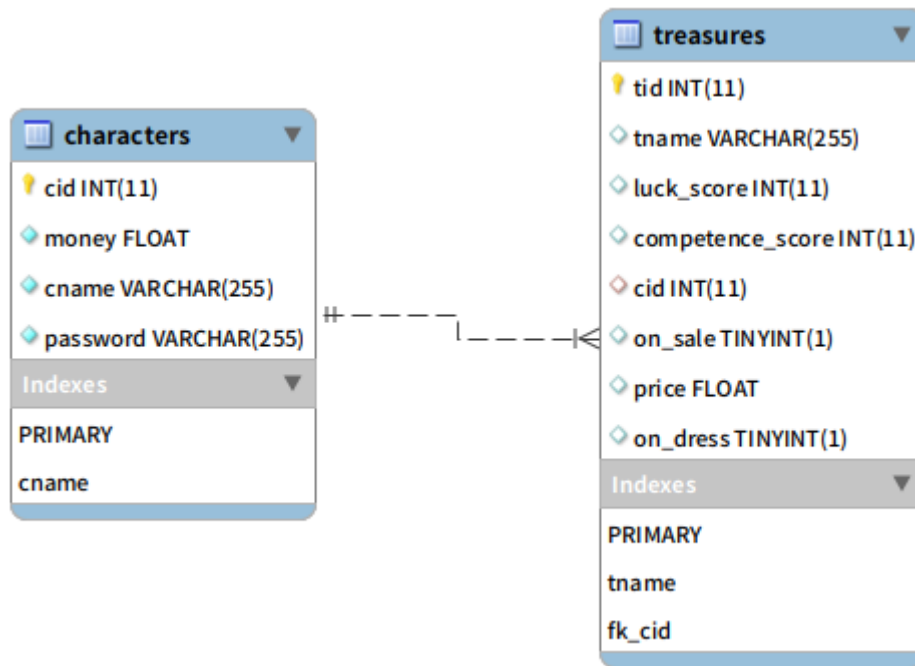 characters
cid INT(11)
money FLOAT
cname VARCHAR(255)
password VARCHAR(255)
Indexes
PRIMARY
cname
treasures
tid INT(11)
tname VARCHAR(255)
luck_score INT(11)
competence_score INT(11)
cid INT(11)
on_sale TINYINT(1)
price FLOAT
on_dress TINYINT(1)
Indexes
PRIMARY
tname
fk_cid